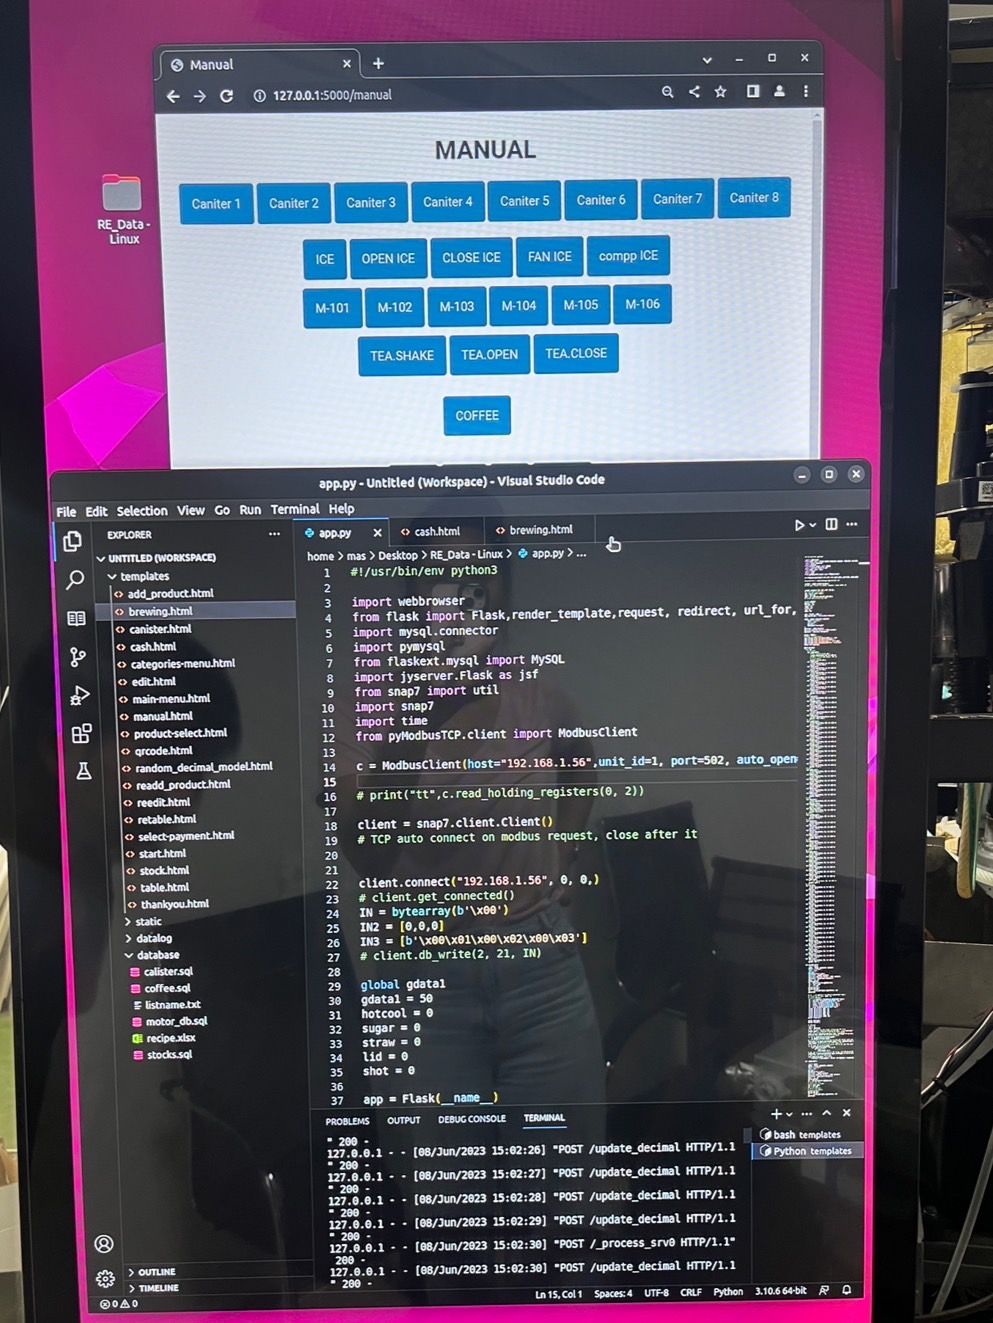 Manual
127.0.0.1:5000/manual
MANUAL
Caniter 1 Caniter 2 Caniter 3 Caniter 4 Caniter 5 Caniter 6 Caniter 7 Caniter 8
ICE OPEN ICE CLOSE ICE FAN ICE compp ICE
M-101 M-102 M-103 M-104 M-105 M-106
TEA.SHAKE TEA.OPEN TEA.CLOSE
COFFEE
RE_Data -
Linux
app.py - Untitled (Workspace) - Visual Studio Code
File Edit Selection View Go Run Terminal Help
EXPLORER
UNTITLED (WORKSPACE)
templates
add_product.html
brewing.html
canister.html
cash.html
categories-menu.html
edit.html
main-menu.html
manual.html
product-select.html
qrcode.html
random_decimal_model.html
readd_product.html
reedit.html
retable.html
select-payment.html
start.html
stock.html
table.html
thankyou.html
static
datalog
database
calister.sql
coffee.sql
listname.txt
motor_db.sql
recipe.xlsx
stocks.sql
OUTLINE
TIMELINE
app.py cash.html brewing.html
home > mas > Desktop > RE_Data - Linux > app.py > ...
1 #!/usr/bin/env python3
2
3 import webbrowser
4 from flask import Flask,render_template,request, redirect, url_for,
5 import mysql.connector
6 import pymysql
7 from flaskext.mysql import MySQL
8 import jyserver.Flask as jsf
9 from snap7 import util
10 import snap7
11 import time
12 from pyModbusTCP.client import ModbusClient
13
14 c = ModbusClient(host="192.168.1.56",unit_id=1, port=502, auto_open
15
16 # print("tt",c.read_holding_registers(0, 2))
17
18 client = snap7.client.Client()
19 # TCP auto connect on modbus request, close after it
20
21
22 client.connect("192.168.1.56", 0, 0,)
23 # client.get_connected()
24 IN = bytearray(b'\x00')
25 IN2 = [0,0,0]
26 IN3 = [b'\x00\x01\x00\x02\x00\x03']
27 # client.db_write(2, 21, IN)
28
29 global gdata1
30 gdata1 = 50
31 hotcool = 0
32 sugar = 0
33 straw = 0
34 lid = 0
35 shot = 0
36
37 app = Flask(__name__)
PROBLEMS OUTPUT DEBUG CONSOLE TERMINAL
" 200 -
127.0.0.1 - - [08/Jun/2023 15:02:26] "POST /update_decimal HTTP/1.1
" 200 -
127.0.0.1 - - [08/Jun/2023 15:02:27] "POST /update_decimal HTTP/1.1
" 200 -
127.0.0.1 - - [08/Jun/2023 15:02:28] "POST /update_decimal HTTP/1.1
" 200 -
127.0.0.1 - - [08/Jun/2023 15:02:29] "POST /update_decimal HTTP/1.1
" 200 -
127.0.0.1 - - [08/Jun/2023 15:02:30] "POST /_process_srv0 HTTP/1.1"
200 -
127.0.0.1 - - [08/Jun/2023 15:02:30] "POST /update_decimal HTTP/1.1
" 200 -
bash templates
Python templates
0 0 Ln 15, Col 1 Spaces: 4 UTF-8 CRLF Python 3.10.6 64-bit